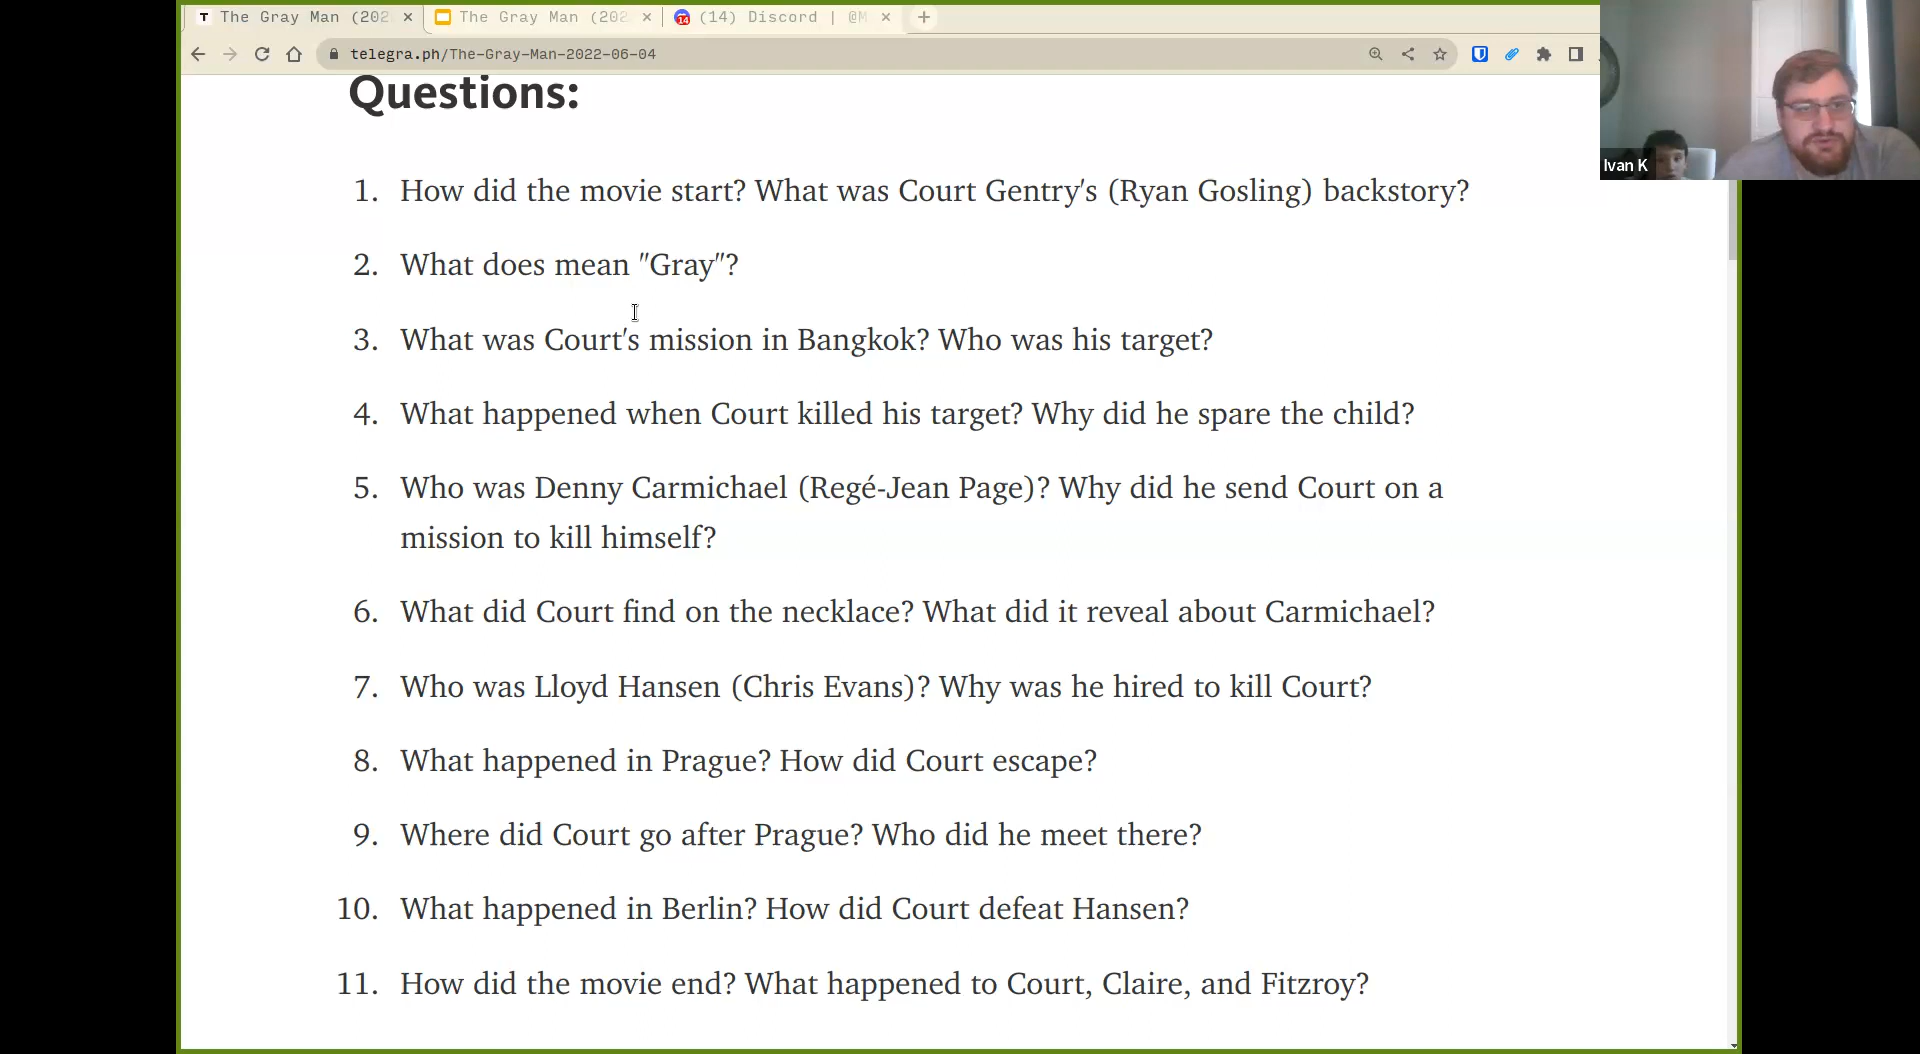 The Gray Man (202
The Gray Man (202
(14) Discord | @M
telegra.ph/The-Gray-Man-2022-06-04
Ivan K
Questions:
1. How did the movie start? What was Court Gentry's (Ryan Gosling) backstory?
2. What does mean "Gray"?
3. What was Court's mission in Bangkok? Who was his target?
4. What happened when Court killed his target? Why did he spare the child?
5. Who was Denny Carmichael (Regé-Jean Page)? Why did he send Court on a
mission to kill himself?
6. What did Court find on the necklace? What did it reveal about Carmichael?
7. Who was Lloyd Hansen (Chris Evans)? Why was he hired to kill Court?
8. What happened in Prague? How did Court escape?
9. Where did Court go after Prague? Who did he meet there?
10. What happened in Berlin? How did Court defeat Hansen?
11. How did the movie end? What happened to Court, Claire, and Fitzroy?